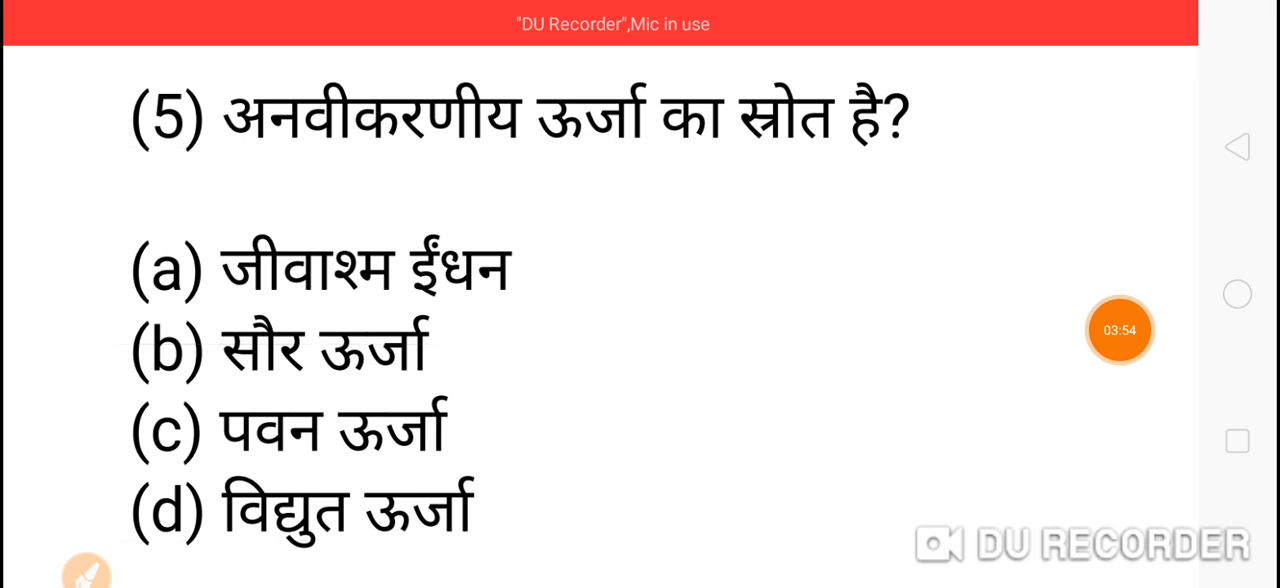 "DU Recorder",Mic in use
(5) अनवीकरणीय ऊर्जा का स्रोत है?
(a) जीवाश्म ईंधन
(b) सौर ऊर्जा
03:54
(c) पवन ऊर्जा
(d) विद्युत ऊर्जा
DU RECORDER